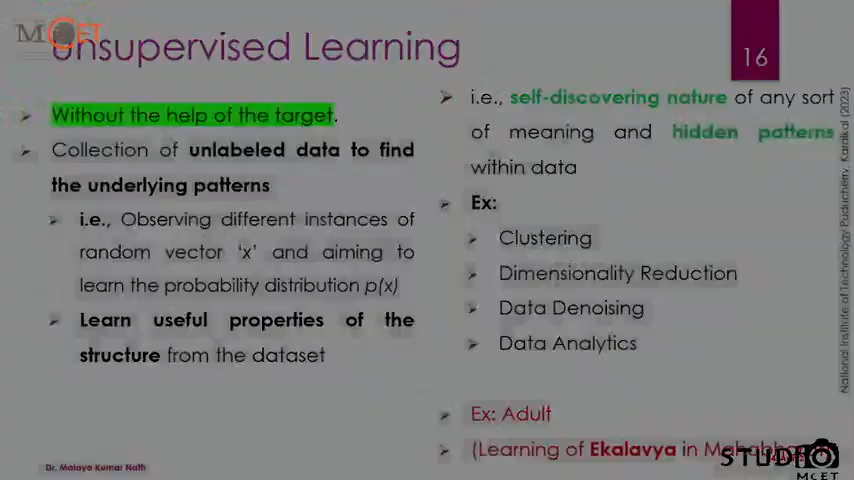 MCET
Unsupervised Learning
16
Without the help of the target.
Collection of unlabeled data to find
the underlying patterns
i.e., Observing different instances of
random vector ‘x’ and aiming to
learn the probability distribution p(x)
Learn useful properties of the
structure from the dataset
i.e., self-discovering nature of any sort
of meaning and hidden patterns
within data
Ex:
Clustering
Dimensionality Reduction
Data Denoising
Data Analytics
Ex: Adult
(Learning of Ekalavya in
Dr. Malaya Kumar Nath
National Institute of Technology Puducherry, Karaikal (2023)
STUDIO
MCET